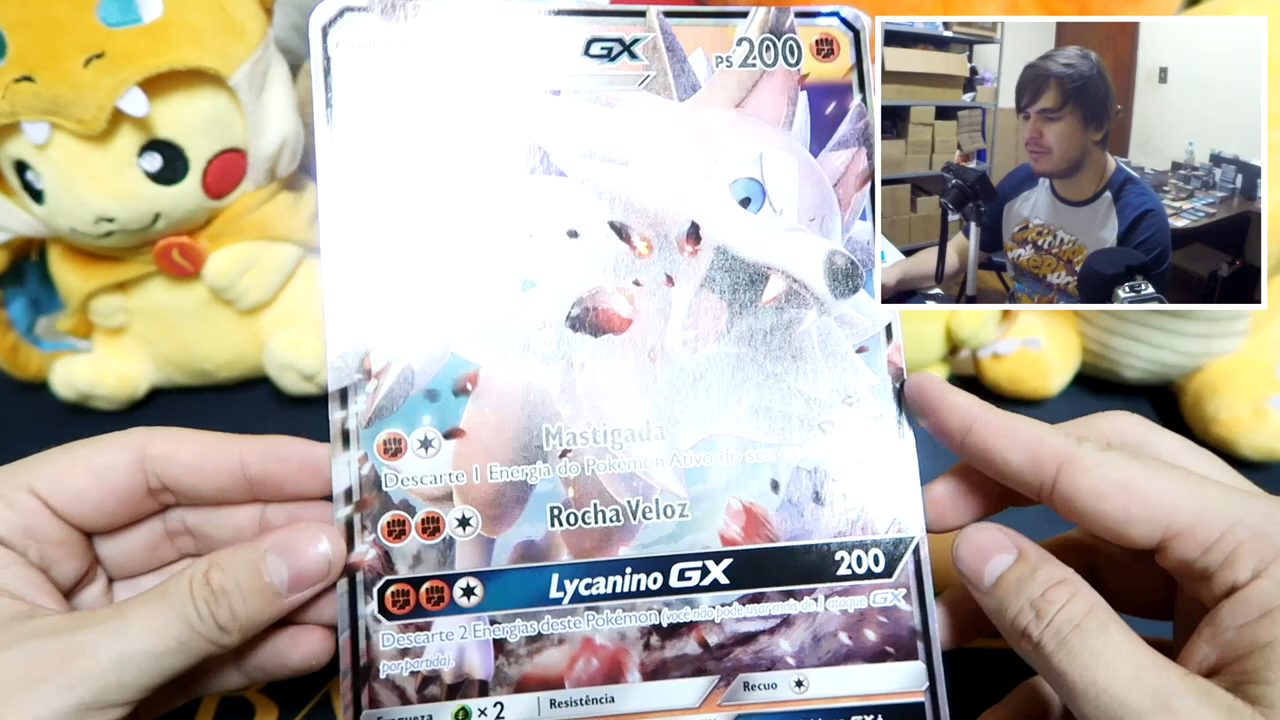 GX PS 200
Mastigada
Descarte 1 Energia do Pokémon Ativo do seu
Rocha Veloz
Lycanino GX 200
Descarte 2 Energias deste Pokémon (você não pode usar mais de 1 ataque GX
por partida).
Fraqueza ×2 Resistência Recuo